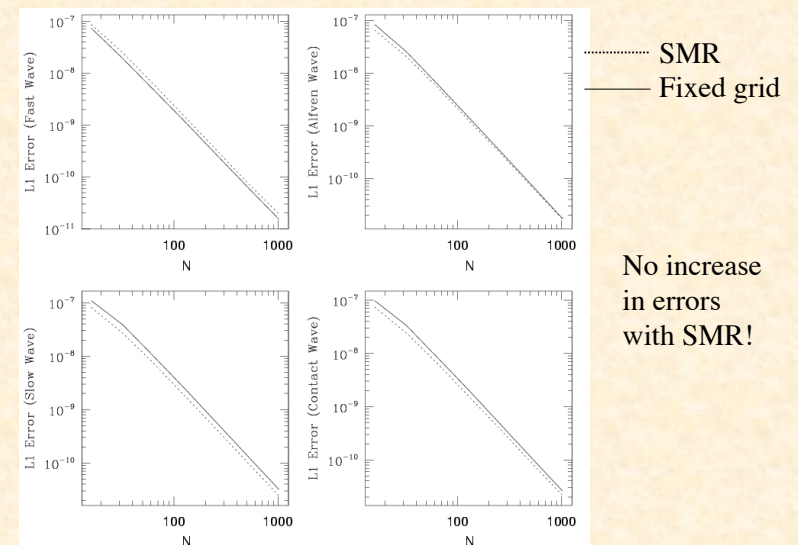 10-7
10-8
10-9
10-10
10-11
L1 Error (Fast Wave)
100
1000
N
10-7
10-8
10-9
10-10
L1 Error (Alfven Wave)
100
1000
N
SMR
Fixed grid
10-7
10-8
10-9
10-10
L1 Error (Slow Wave)
100
1000
N
10-7
10-8
10-9
10-10
L1 Error (Contact Wave)
100
1000
N
No increase
in errors
with SMR!